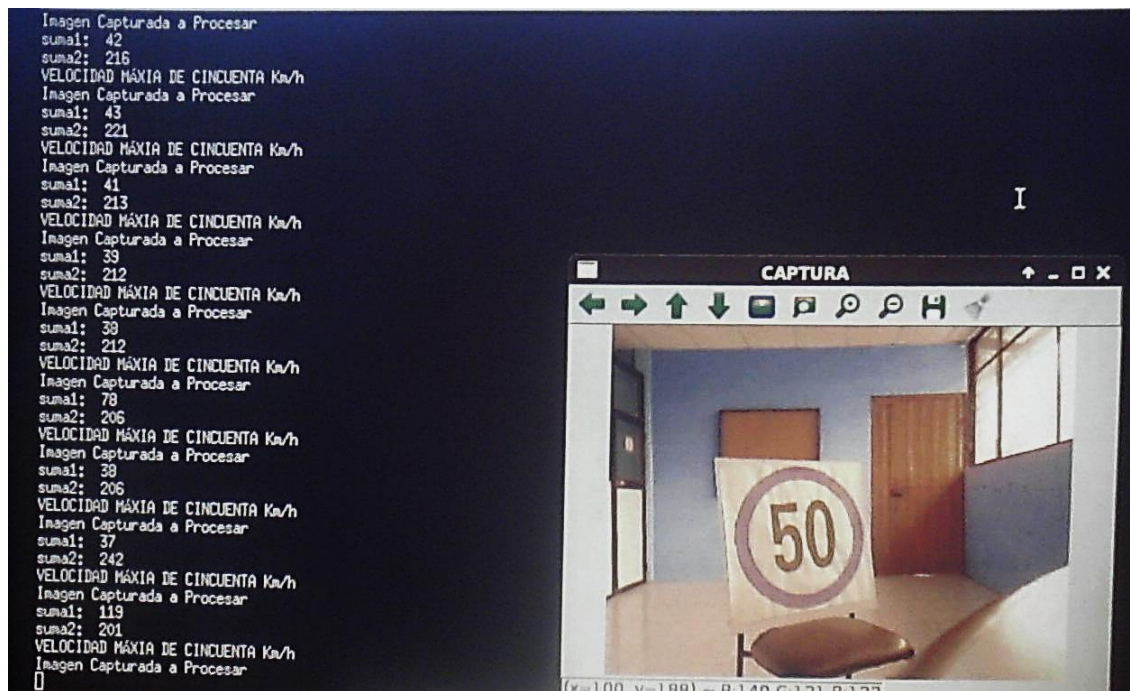 Imagen Capturada a Procesar
suma1: 42
suma2: 216
VELOCIDAD MÁXIA DE CINCUENTA Km/h
Imagen Capturada a Procesar
suma1: 43
suma2: 221
VELOCIDAD MÁXIA DE CINCUENTA Km/h
Imagen Capturada a Procesar
suma1: 41
suma2: 213
VELOCIDAD MÁXIA DE CINCUENTA Km/h
Imagen Capturada a Procesar
suma1: 39
suma2: 212
VELOCIDAD MÁXIA DE CINCUENTA Km/h
Imagen Capturada a Procesar
suma1: 38
suma2: 212
VELOCIDAD MÁXIA DE CINCUENTA Km/h
Imagen Capturada a Procesar
suma1: 78
suma2: 206
VELOCIDAD MÁXIA DE CINCUENTA Km/h
Imagen Capturada a Procesar
suma1: 38
suma2: 206
VELOCIDAD MÁXIA DE CINCUENTA Km/h
Imagen Capturada a Procesar
suma1: 37
suma2: 242
VELOCIDAD MÁXIA DE CINCUENTA Km/h
Imagen Capturada a Procesar
suma1: 119
suma2: 201
VELOCIDAD MÁXIA DE CINCUENTA Km/h
Imagen Capturada a Procesar
CAPTURA
50
(x=100, y=188) ~